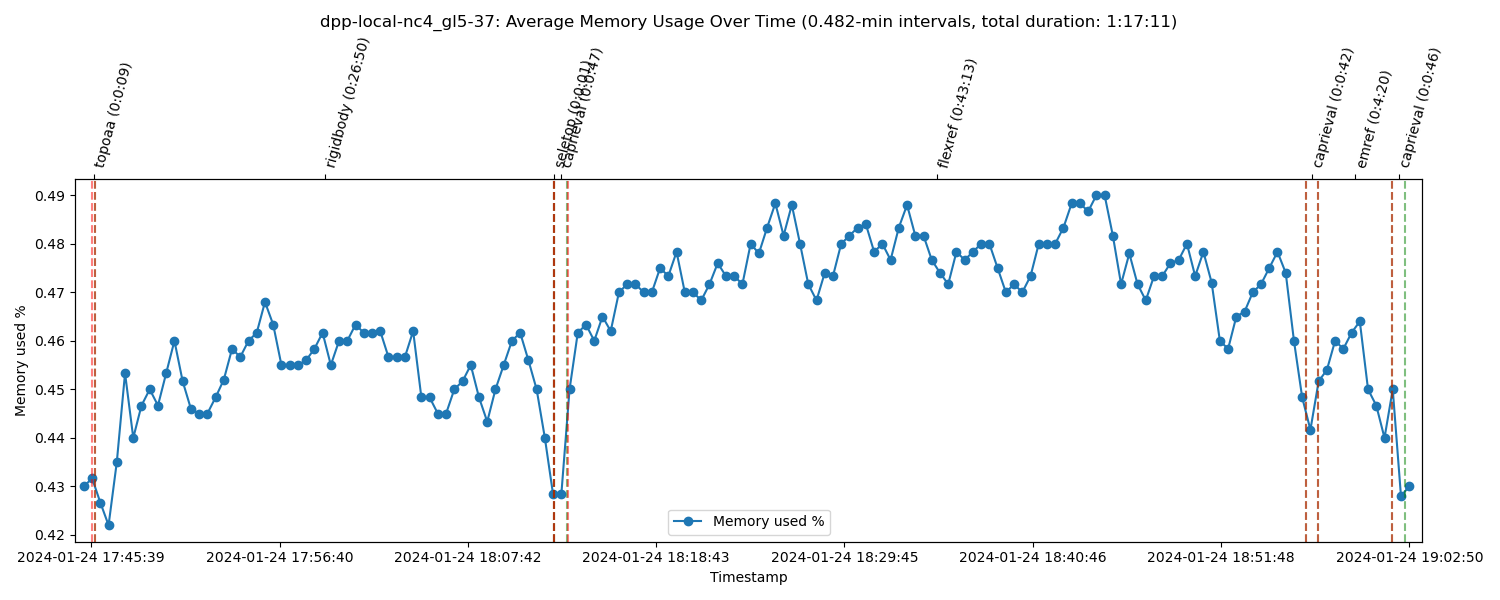 dpp-local-nc4_gl5-37: Average Memory Usage Over Time (0.482-min intervals, total duration: 1:17:11)
topoaa (0:0:09)
rigidbody (0:26:50)
seletop (0:0:01)
caprieval (0:0:47)
flexref (0:43:13)
caprieval (0:0:42)
emref (0:4:20)
caprieval (0:0:46)
Memory used %
0.49
0.48
0.47
0.46
0.45
0.44
0.43
0.42
Memory used %
2024-01-24 17:45:39
2024-01-24 17:56:40
2024-01-24 18:07:42
2024-01-24 18:18:43
2024-01-24 18:29:45
2024-01-24 18:40:46
2024-01-24 18:51:48
2024-01-24 19:02:50
Timestamp